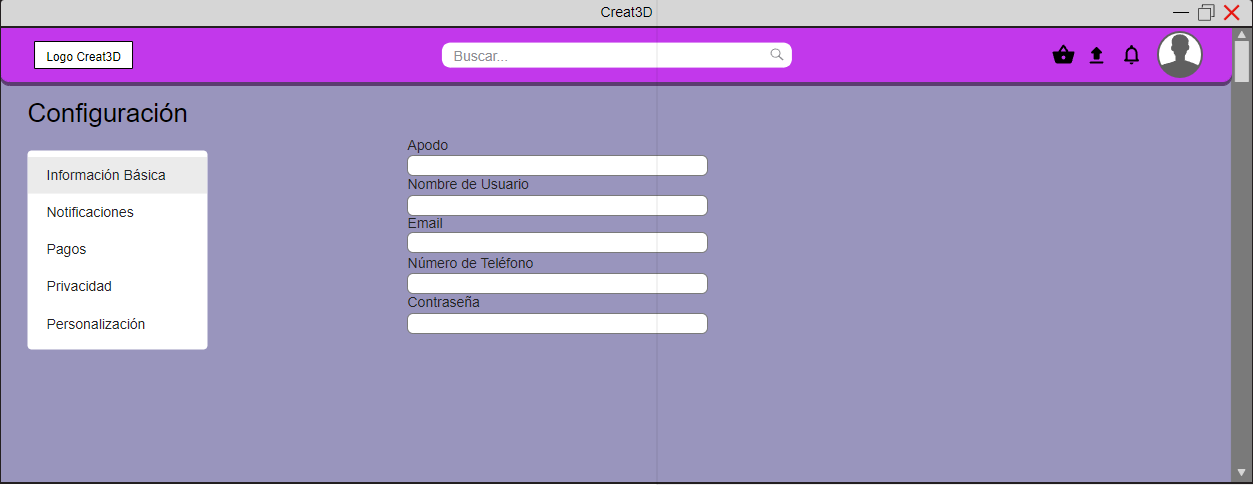 Creat3D
Logo Creat3D
Buscar...
Configuración
Información Básica
Notificaciones
Pagos
Privacidad
Personalización
Apodo
Nombre de Usuario
Email
Número de Teléfono
Contraseña